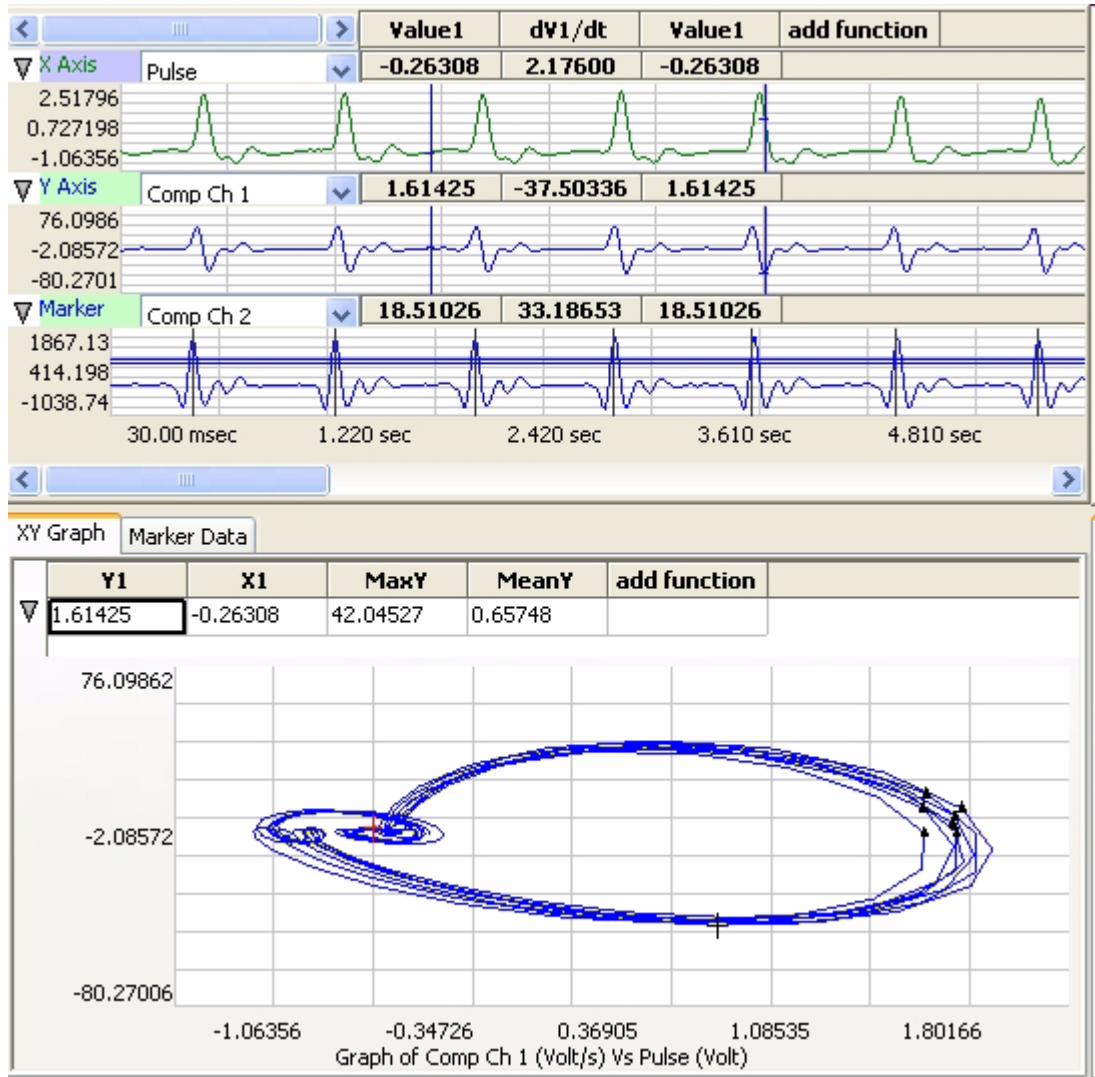 Value1 dV1/dt Value1 add function
X Axis Pulse -0.26308 2.17600 -0.26308
2.51796
0.727198
-1.06356
Y Axis Comp Ch 1 1.61425 -37.50336 1.61425
76.0986
-2.08572
-80.2701
Marker Comp Ch 2 18.51026 33.18653 18.51026
1867.13
414.198
-1038.74
30.00 msec 1.220 sec 2.420 sec 3.610 sec 4.810 sec
XY Graph Marker Data
Y1 X1 MaxY MeanY add function
1.61425 -0.26308 42.04527 0.65748
76.09862
-2.08572
-80.27006
-1.06356 -0.34726 0.36905 1.08535 1.80166
Graph of Comp Ch 1 (Volt/s) Vs Pulse (Volt)